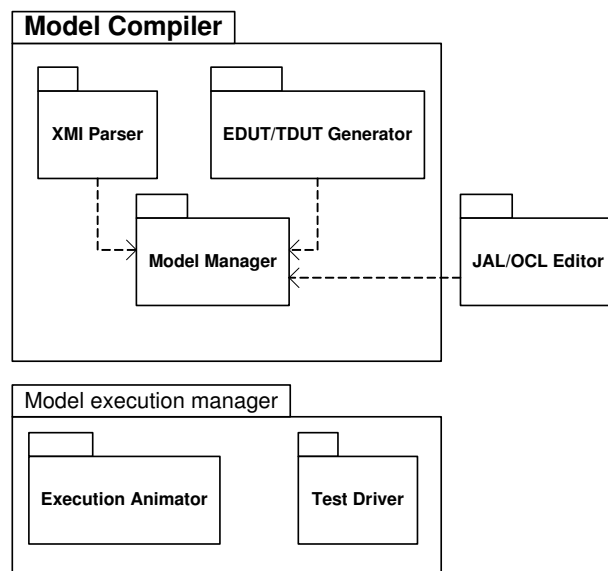 Model Compiler
XMI Parser
EDUT/TDUT Generator
Model Manager
JAL/OCL Editor
Model execution manager
Execution Animator
Test Driver